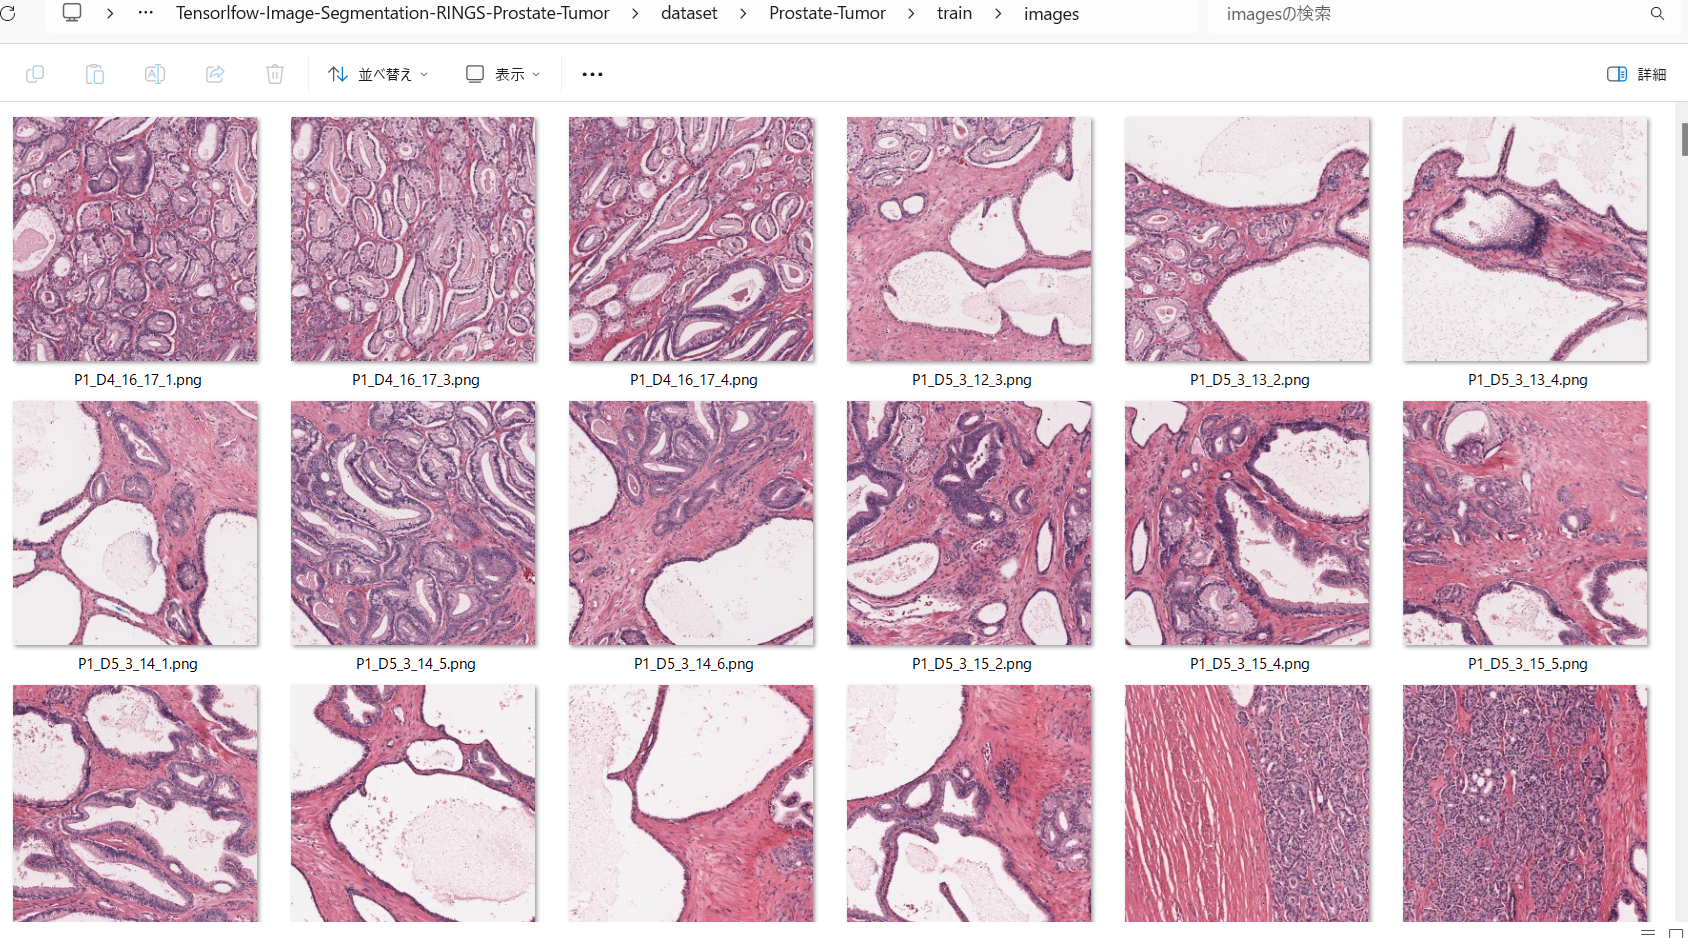 Tensorlfow-Image-Segmentation-RINGS-Prostate-Tumor > dataset > Prostate-Tumor > train > images
imagesの検索
並べ替え
表示
詳細
P1_D4_16_17_1.png
P1_D4_16_17_3.png
P1_D4_16_17_4.png
P1_D5_3_12_3.png
P1_D5_3_13_2.png
P1_D5_3_13_4.png
P1_D5_3_14_1.png
P1_D5_3_14_5.png
P1_D5_3_14_6.png
P1_D5_3_15_2.png
P1_D5_3_15_4.png
P1_D5_3_15_5.png